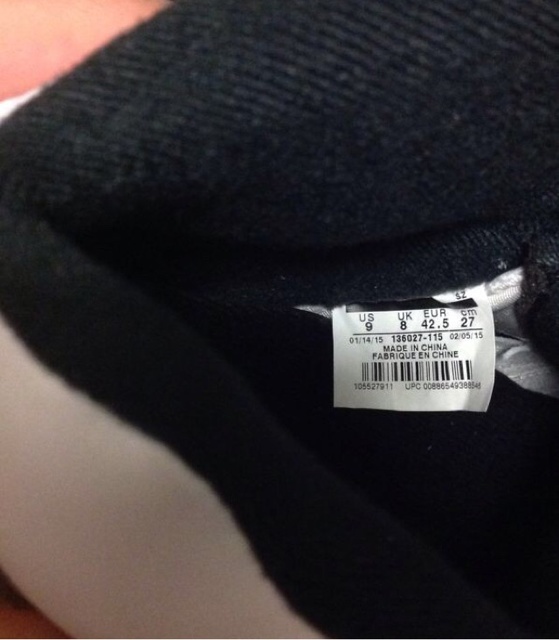 SZ
US UK EUR cm
9 8 42.5 27
01/14/15 136027-115 02/05/15
MADE IN CHINA
FABRIQUE EN CHINE
105527911 UPC